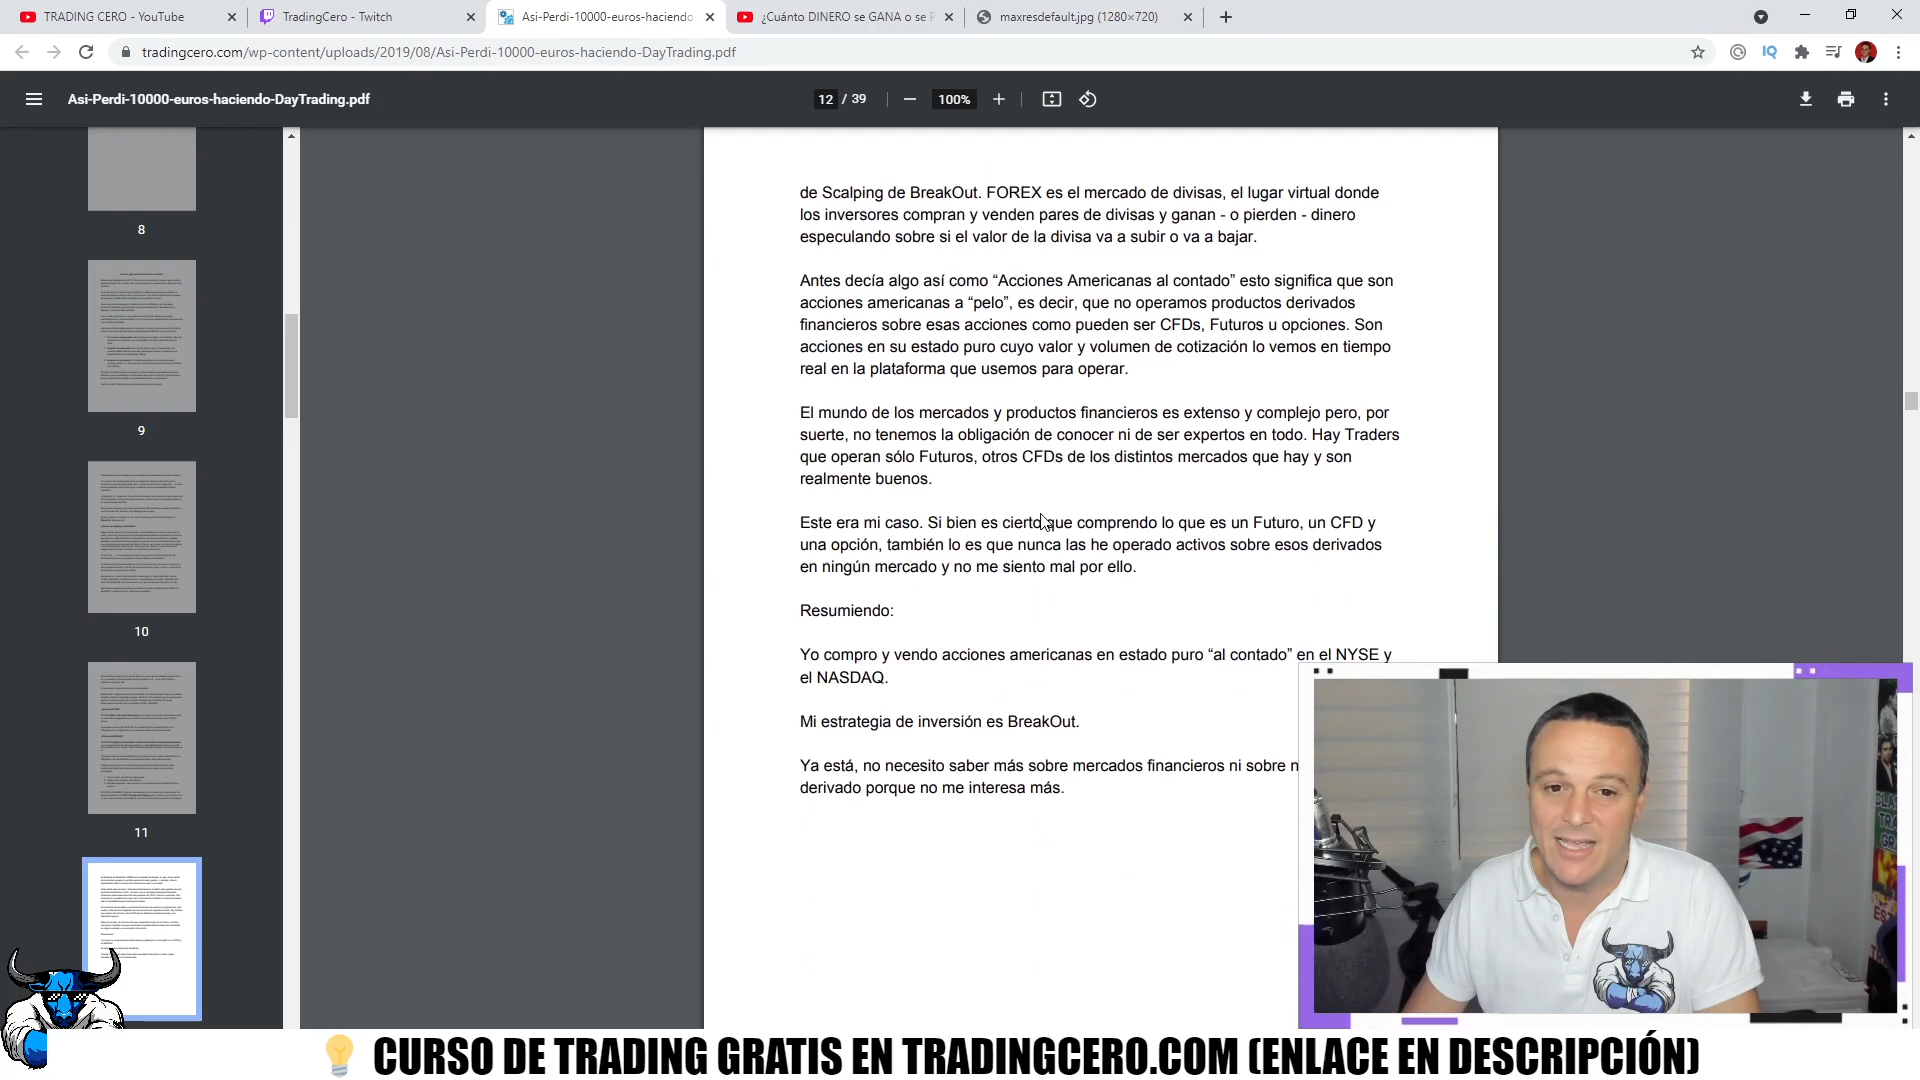 TRADING CERO - YouTube
TradingCero - Twitch
Asi-Perdi-10000-euros-haciendo
¿Cuánto DINERO se GANA o se P
maxresdefault.jpg (1280×720)
tradingcero.com/wp-content/uploads/2019/08/Asi-Perdi-10000-euros-haciendo-DayTrading.pdf
IQ
Asi-Perdi-10000-euros-haciendo-DayTrading.pdf
12 / 39
100%
8
9
10
11
de Scalping de BreakOut. FOREX es el mercado de divisas, el lugar virtual donde
los inversores compran y venden pares de divisas y ganan - o pierden - dinero
especulando sobre si el valor de la divisa va a subir o va a bajar.
Antes decía algo así como “Acciones Americanas al contado” esto significa que son
acciones americanas a “pelo”, es decir, que no operamos productos derivados
financieros sobre esas acciones como pueden ser CFDs, Futuros u opciones. Son
acciones en su estado puro cuyo valor y volumen de cotización lo vemos en tiempo
real en la plataforma que usemos para operar.
El mundo de los mercados y productos financieros es extenso y complejo pero, por
suerte, no tenemos la obligación de conocer ni de ser expertos en todo. Hay Traders
que operan sólo Futuros, otros CFDs de los distintos mercados que hay y son
realmente buenos.
Este era mi caso. Si bien es cierto que comprendo lo que es un Futuro, un CFD y
una opción, también lo es que nunca las he operado activos sobre esos derivados
en ningún mercado y no me siento mal por ello.
Resumiendo:
Yo compro y vendo acciones americanas en estado puro “al contado” en el NYSE y
el NASDAQ.
Mi estrategia de inversión es BreakOut.
Ya está, no necesito saber más sobre mercados financieros ni sobre n
derivado porque no me interesa más.
CURSO DE TRADING GRATIS EN TRADINGCERO.COM (ENLACE EN DESCRIPCIÓN)